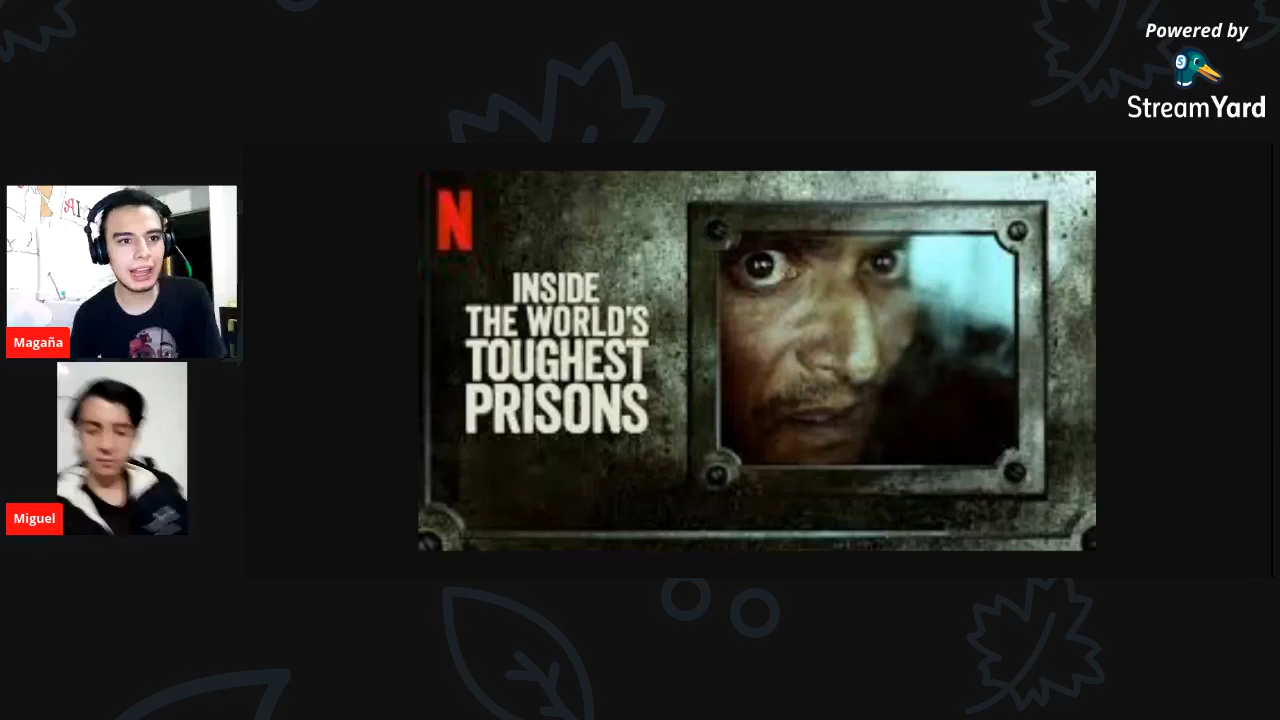 Powered by
StreamYard
Magaña
Miguel
N
INSIDE
THE WORLD'S
TOUGHEST
PRISONS